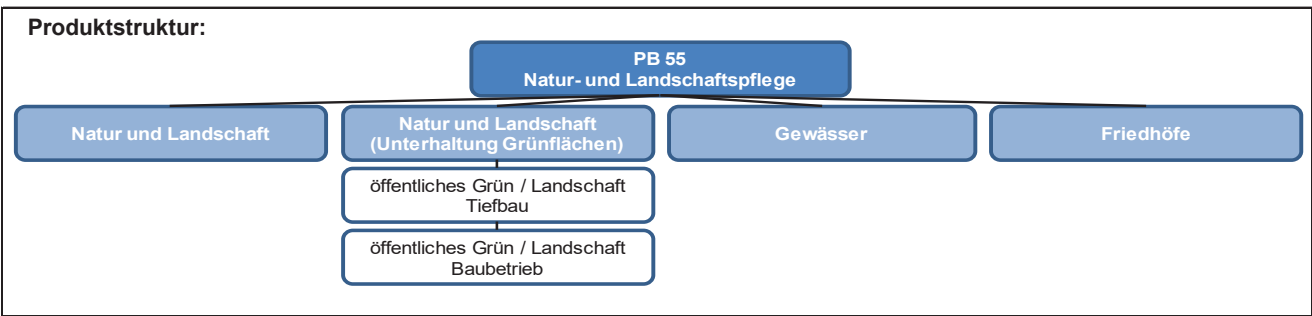 Produktstruktur:
PB 55
Natur- und Landschaftspflege
Natur und Landschaft
Natur und Landschaft
(Unterhaltung Grünflächen)
Gewässer
Friedhöfe
öffentliches Grün / Landschaft
Tiefbau
öffentliches Grün / Landschaft
Baubetrieb